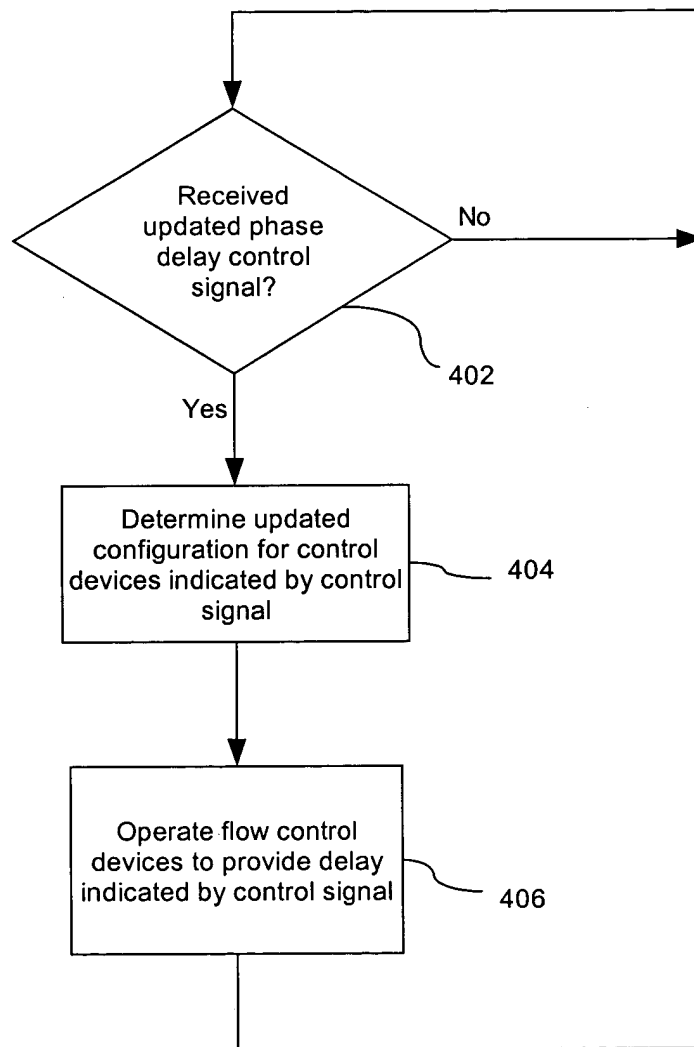 Received
updated phase
delay control
signal?
No
402
Yes
Determine updated
configuration for control
devices indicated by control
signal
404
Operate flow control
devices to provide delay
indicated by control signal
406